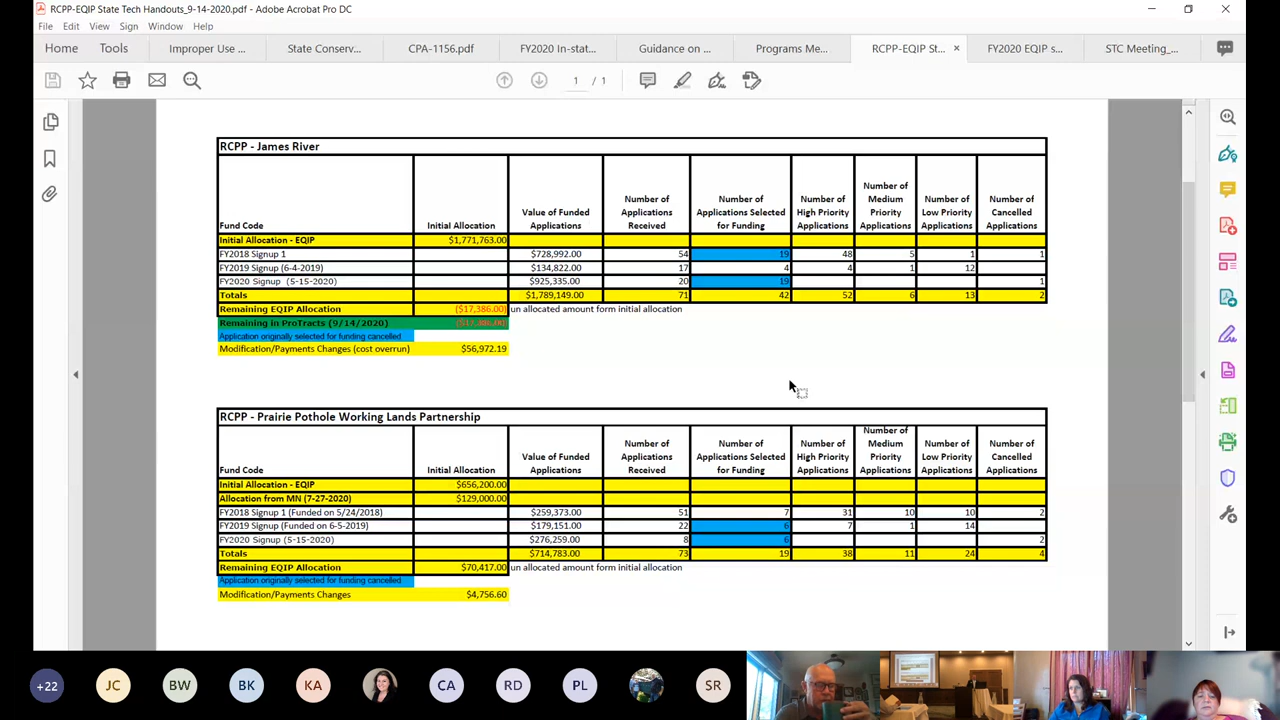 RCPP-EQIP State Tech Handouts_9-14-2020.pdf - Adobe Acrobat Pro DC
File Edit View Sign Window Help
Home Tools Improper Use ... State Conserv... CPA-1156.pdf FY2020 In-stat... Guidance on ... Programs Me... RCPP-EQIP St... × FY2020 EQIP s... STC Meeting_...
1 / 1
RCPP - James River
Fund Code Initial Allocation Value of Funded Applications Number of Applications Received Number of Applications Selected for Funding Number of High Priority Applications Number of Medium Priority Applications Number of Low Priority Applications Number of Cancelled Applications
Initial Allocation - EQIP $1,771,763.00
FY2018 Signup 1 $728,992.00 54 19 48 5 1 1
FY2019 Signup (6-4-2019) $134,822.00 17 4 4 1 12
FY2020 Signup (5-15-2020) $925,335.00 20 19 1
Totals $1,789,149.00 71 42 52 6 13 2
Remaining EQIP Allocation ($17,386.00) un allocated amount form initial allocation
Remaining in ProTracts (9/14/2020) ($17,386.00)
Application originally selected for funding cancelled
Modification/Payments Changes (cost overrun) $56,972.19
RCPP - Prairie Pothole Working Lands Partnership
Fund Code Initial Allocation Value of Funded Applications Number of Applications Received Number of Applications Selected for Funding Number of High Priority Applications Number of Medium Priority Applications Number of Low Priority Applications Number of Cancelled Applications
Initial Allocation - EQIP $656,200.00
Allocation from MN (7-27-2020) $129,000.00
FY2018 Signup 1 (Funded on 5/24/2018) $259,373.00 51 7 31 10 10 2
FY2019 Signup (Funded on 6-5-2019) $179,151.00 22 6 7 1 14
FY2020 Signup (5-15-2020) $276,259.00 8 6 2
Totals $714,783.00 73 19 38 11 24 4
Remaining EQIP Allocation $70,417.00 un allocated amount form initial allocation
Application originally selected for funding cancelled
Modification/Payments Changes $4,756.60
+22 JC BW BK KA CA RD PL SR